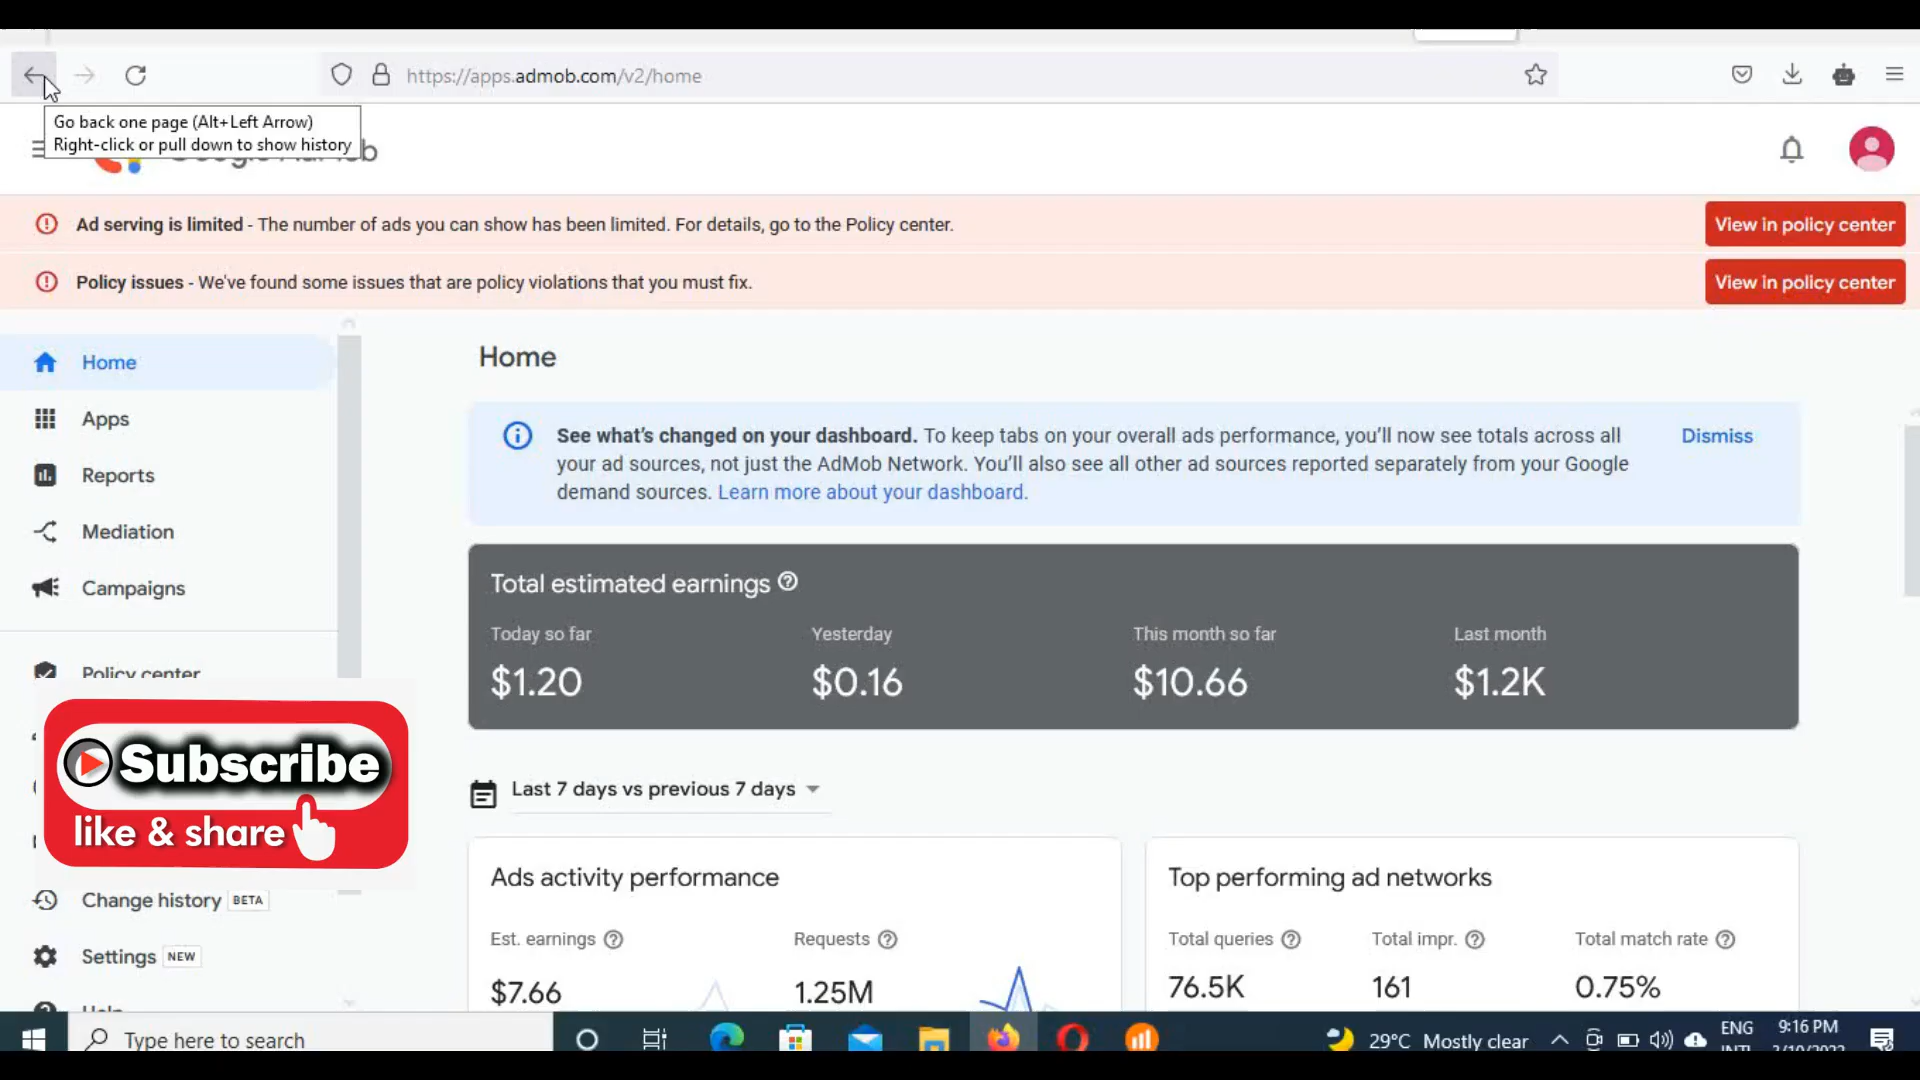 https://apps.admob.com/v2/home
Go back one page (Alt+Left Arrow)
Right-click or pull down to show history
Ad serving is limited - The number of ads you can show has been limited. For details, go to the Policy center.
View in policy center
Policy issues - We've found some issues that are policy violations that you must fix.
View in policy center
Home
Apps
Reports
Mediation
Campaigns
Policy center
Subscribe
like & share
Change history BETA
Settings NEW
Home
See what's changed on your dashboard. To keep tabs on your overall ads performance, you'll now see totals across all
your ad sources, not just the AdMob Network. You'll also see all other ad sources reported separately from your Google
demand sources. Learn more about your dashboard.
Dismiss
Total estimated earnings
Today so far
$1.20
Yesterday
$0.16
This month so far
$10.66
Last month
$1.2K
Last 7 days vs previous 7 days
Ads activity performance
Est. earnings
$7.66
Requests
1.25M
Top performing ad networks
Total queries
76.5K
Total impr.
161
Total match rate
0.75%
Type here to search
29°C Mostly clear
ENG
9:16 PM